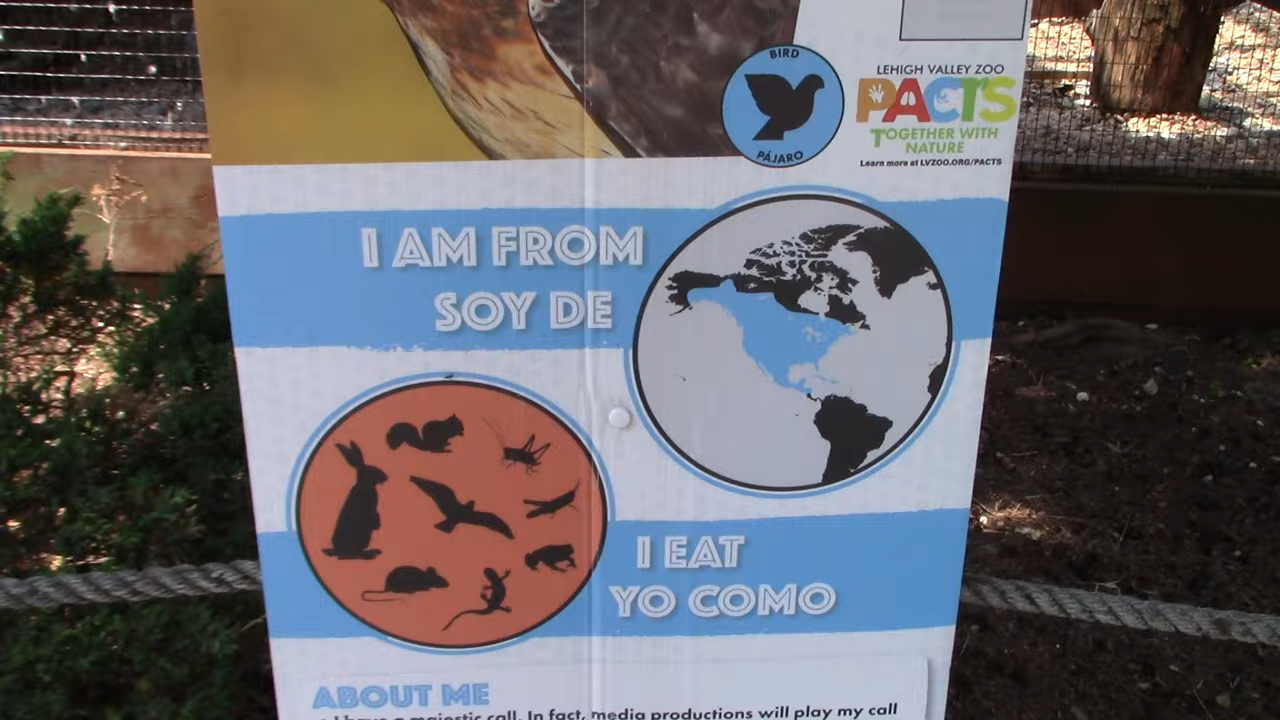 BIRD
PÁJARO
LEHIGH VALLEY ZOO
PACTS
TOGETHER WITH
NATURE
Learn more at LVZOO.ORG/PACTS
I AM FROM
SOY DE
I EAT
YO COMO
ABOUT ME
• I have a majestic call. In fact, media productions will play my call